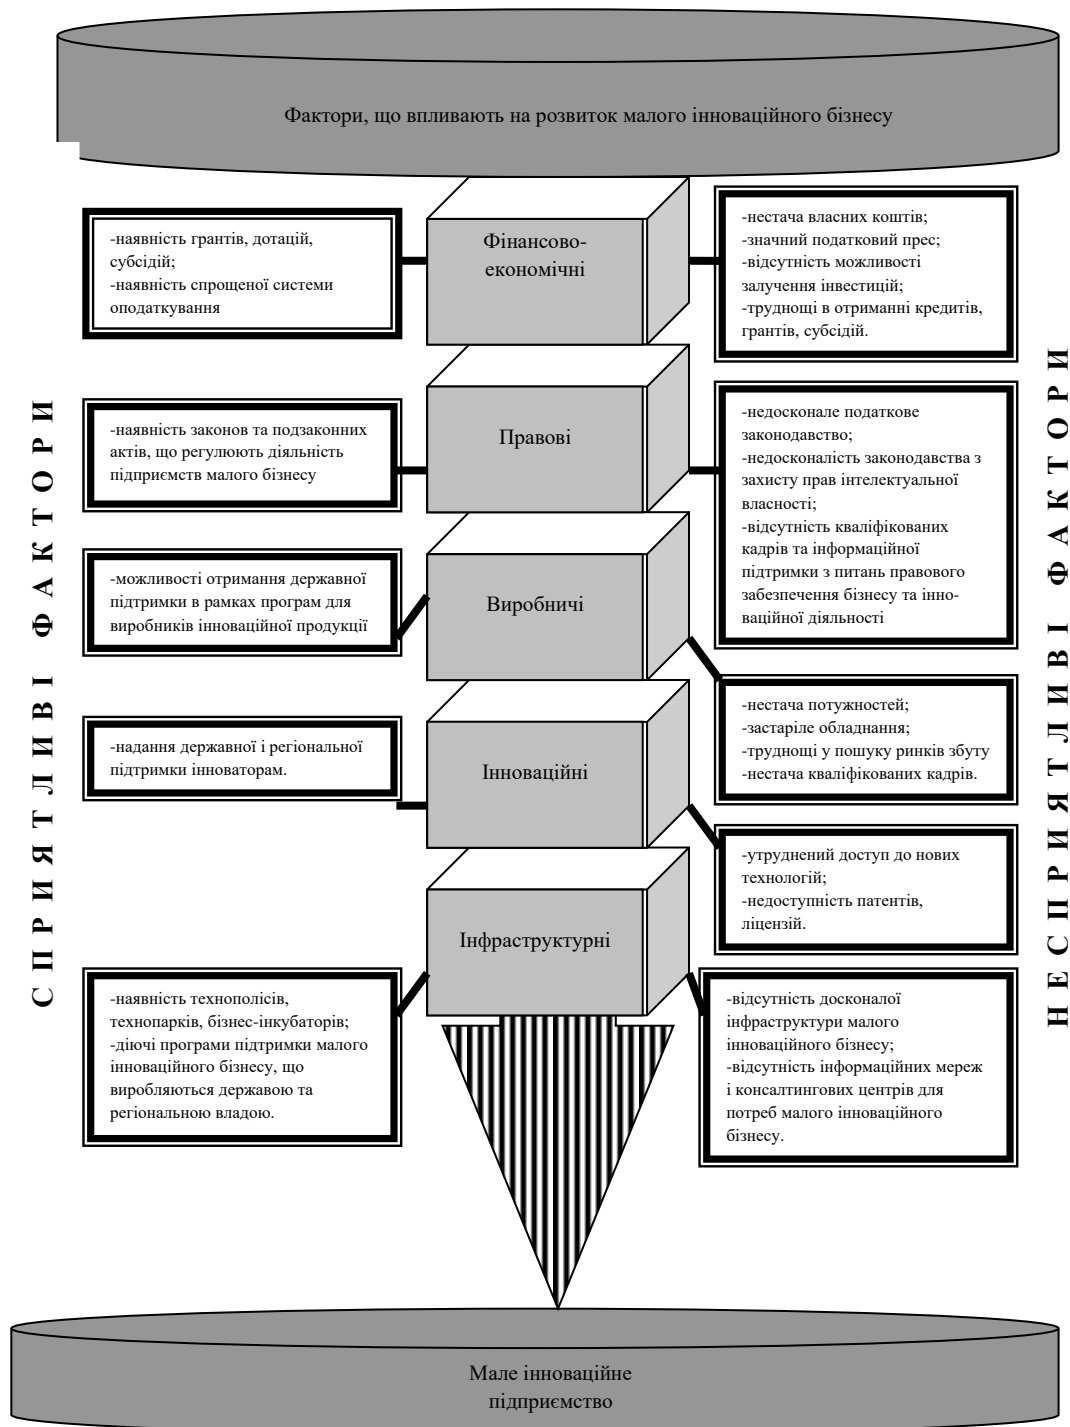 Фактори, що впливають на розвиток малого інноваційного бізнесу
СПРИЯТЛИВІ ФАКТОРИ
НЕСПРИЯТЛИВІ ФАКТОРИ
-наявність грантів, дотацій,
субсідій;
-наявність спрощеної системи
оподаткування
Фінансово-
економічні
-нестача власних коштів;
-значний податковий прес;
-відсутність можливості
залучення інвестицій;
-труднощі в отриманні кредитів,
грантів, субсідій.
-наявність законов та подзаконних
актів, що регулюють діяльність
підприємств малого бізнесу
Правові
-недосконале податкове
законодавство;
-недосконалість законодавства з
захисту прав інтелектуальної
власності;
-відсутність кваліфікованих
кадрів та інформаційної
підтримки з питань правового
забезпечення бізнесу та інно-
ваційної діяльності
-можливості отримання державної
підтримки в рамках програм для
виробників інноваційної продукції
Виробничі
-нестача потужностей;
-застаріле обладнання;
-труднощі у пошуку ринків збуту
-нестача кваліфікованих кадрів.
-надання державної і регіональної
підтримки інноваторам.
Інноваційні
-утруднений доступ до нових
технологій;
-недоступність патентів,
ліцензій.
Інфраструктурні
-наявність технополісів,
технопарків, бізнес-інкубаторів;
-діючі програми підтримки малого
інноваційного бізнесу, що
виробляються державою та
регіональною владою.
-відсутність досконалої
інфраструктури малого
інноваційного бізнесу;
-відсутність інформаційних мереж
і консалтингових центрів для
потреб малого інноваційного
бізнесу.
Мале інноваційне
підприємство